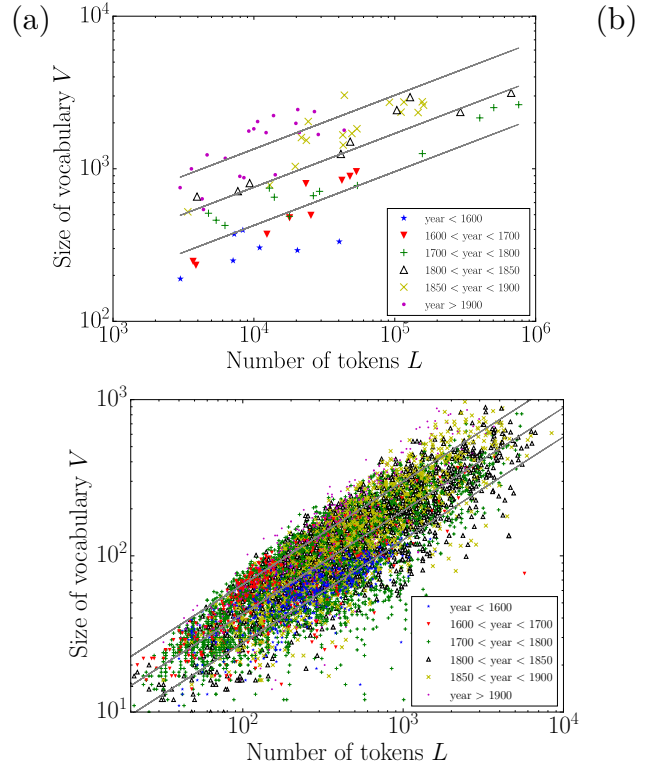 (a)
(b)
10^4
10^3
10^2
Size of vocabulary V
10^3 10^4 10^5 10^6
Number of tokens L
year < 1600
1600 < year < 1700
1700 < year < 1800
1800 < year < 1850
1850 < year < 1900
year > 1900
10^3
10^2
10^1
Size of vocabulary V
10^2 10^3 10^4
Number of tokens L
year < 1600
1600 < year < 1700
1700 < year < 1800
1800 < year < 1850
1850 < year < 1900
year > 1900